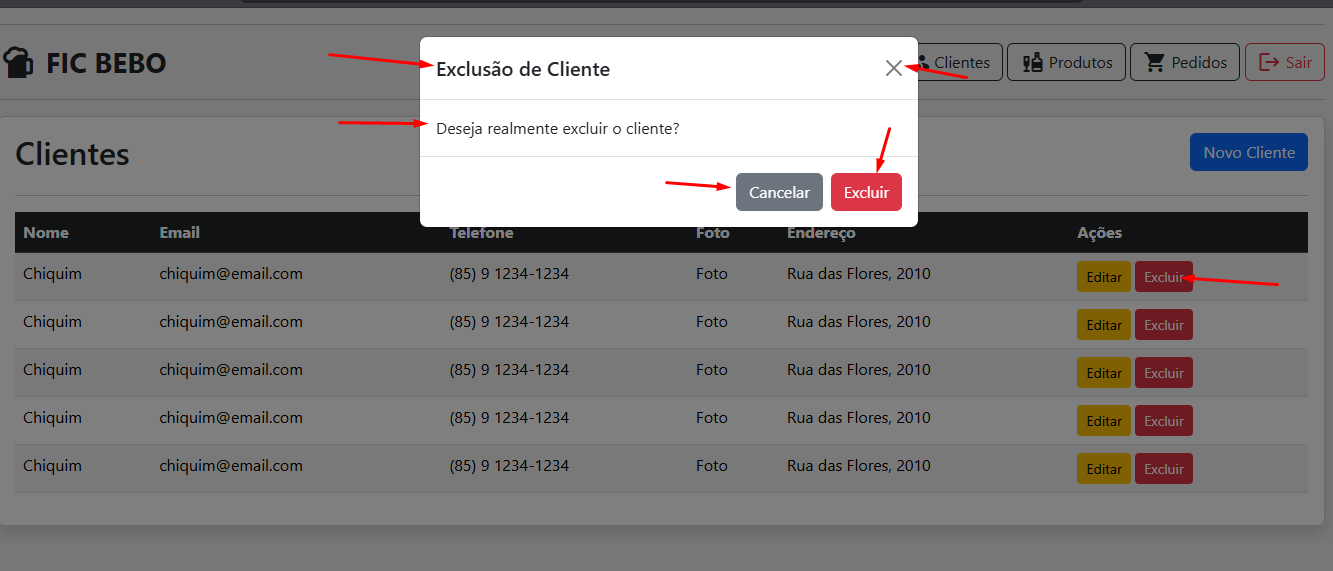 FIC BEBO
Exclusão de Cliente
Clientes Produtos Pedidos Sair
Deseja realmente excluir o cliente?
Cancelar Excluir
Clientes
Novo Cliente
Nome Email Telefone Foto Endereço Ações
Chiquim chiquim@email.com (85) 9 1234-1234 Foto Rua das Flores, 2010 Editar Excluir
Chiquim chiquim@email.com (85) 9 1234-1234 Foto Rua das Flores, 2010 Editar Excluir
Chiquim chiquim@email.com (85) 9 1234-1234 Foto Rua das Flores, 2010 Editar Excluir
Chiquim chiquim@email.com (85) 9 1234-1234 Foto Rua das Flores, 2010 Editar Excluir
Chiquim chiquim@email.com (85) 9 1234-1234 Foto Rua das Flores, 2010 Editar Excluir